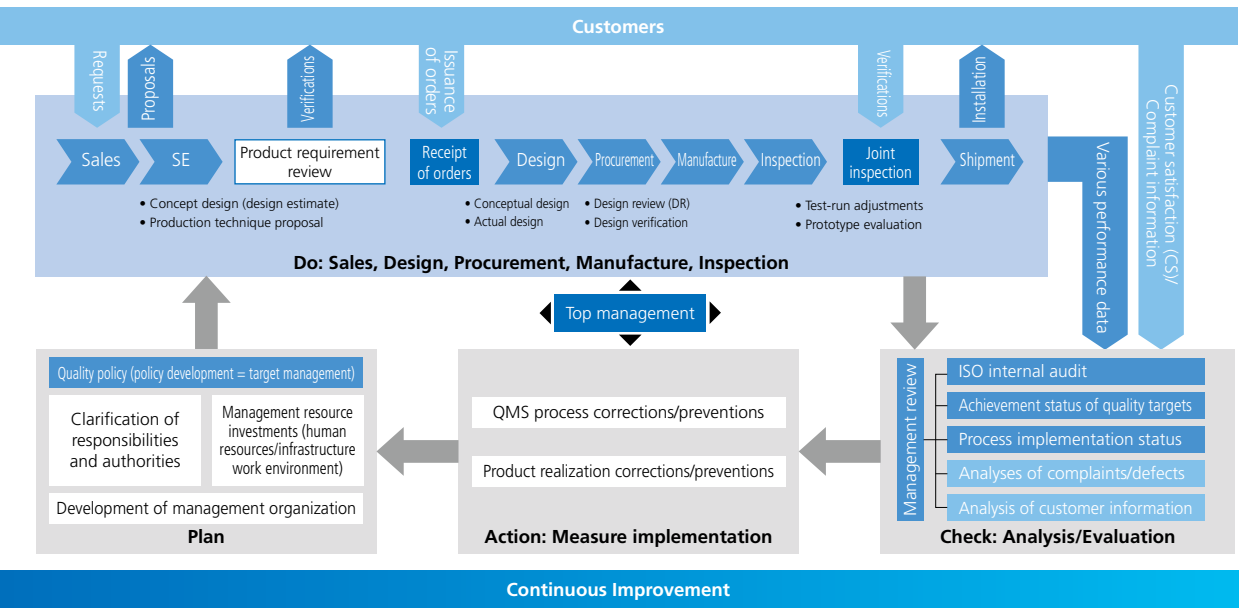 Customers
Requests
Proposals
Verifications
Issuance
of orders
Verifications
Installation
Customer satisfaction (CS)/
Complaint information
Various performance data
Sales
SE
Product requirement
review
Receipt
of orders
Design
Procurement
Manufacture
Inspection
Joint
inspection
Shipment
• Concept design (design estimate)
• Production technique proposal
• Conceptual design
• Actual design
• Design review (DR)
• Design verification
• Test-run adjustments
• Prototype evaluation
Do: Sales, Design, Procurement, Manufacture, Inspection
Top management
Quality policy (policy development = target management)
Clarification of
responsibilities
and authorities
Management resource
investments (human
resources/infrastructure
work environment)
Development of management organization
Plan
QMS process corrections/preventions
Product realization corrections/preventions
Action: Measure implementation
Management review
ISO internal audit
Achievement status of quality targets
Process implementation status
Analyses of complaints/defects
Analysis of customer information
Check: Analysis/Evaluation
Continuous Improvement